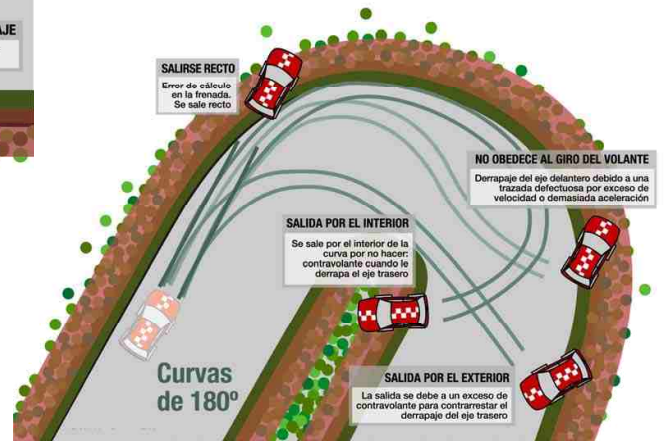 AJE
SALIRSE RECTO
Error de cálculo
en la frenada.
Se sale recto
NO OBEDECE AL GIRO DEL VOLANTE
Derrapaje del eje delantero debido a una
trazada defectuosa por exceso de
velocidad o demasiada aceleración
SALIDA POR EL INTERIOR
Se sale por el interior de la
curva por no hacer:
contravolante cuando le
derrapa el eje trasero
SALIDA POR EL EXTERIOR
La salida se debe a un exceso de
contravolante para contrarrestar el
derrapaje del eje trasero
Curvas
de 180º